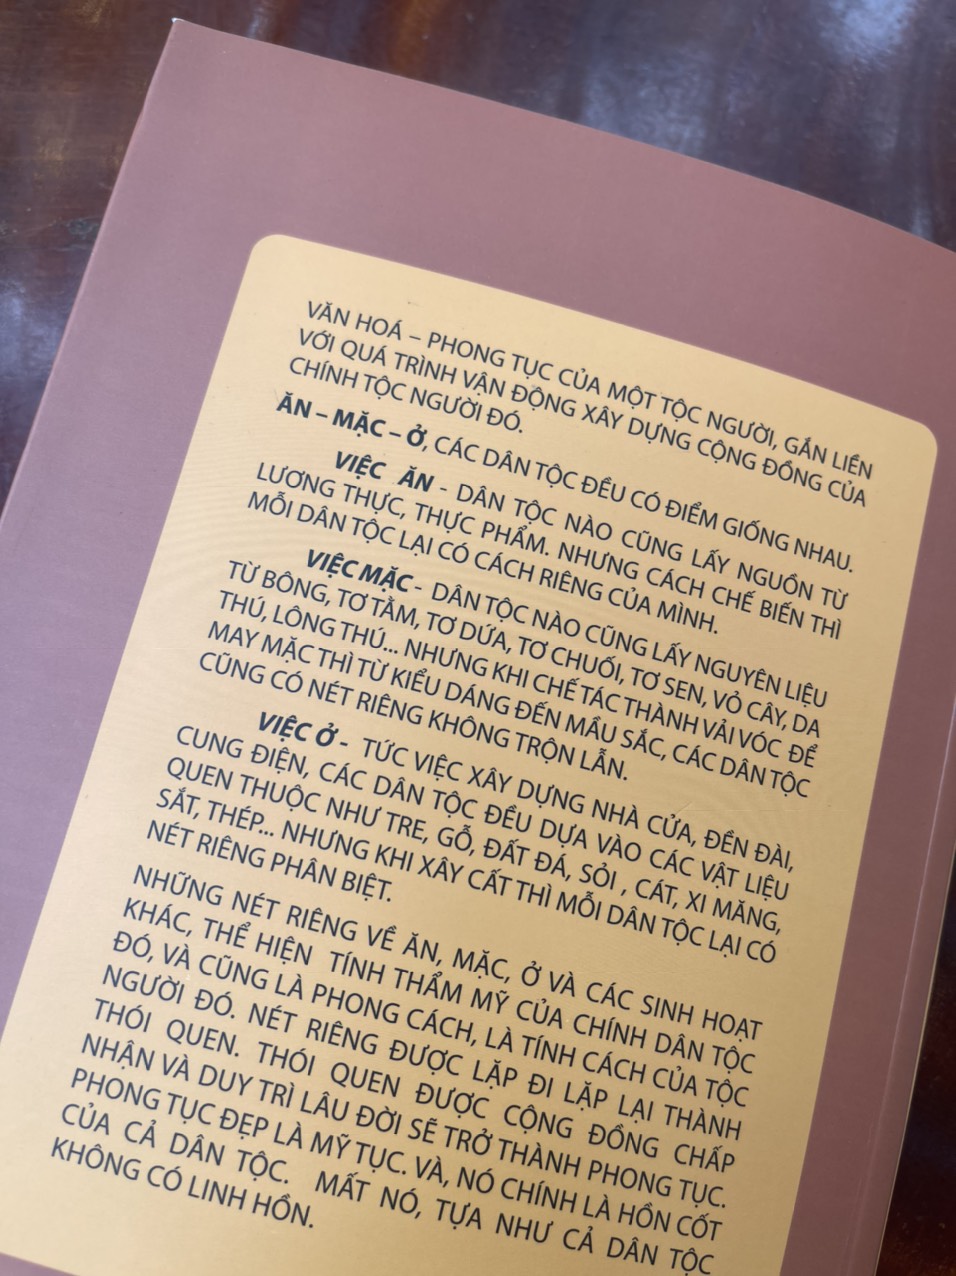 VĂN HOÁ – PHONG TỤC CỦA MỘT TỘC NGƯỜI, GẮN LIỀN
VỚI QUÁ TRÌNH VẬN ĐỘNG XÂY DỰNG CỘNG ĐỒNG CỦA
CHÍNH TỘC NGƯỜI ĐÓ.
ĂN – MẶC – Ở, CÁC DÂN TỘC ĐỀU CÓ ĐIỂM GIỐNG NHAU.
VIỆC ĂN - DÂN TỘC NÀO CŨNG LẤY NGUỒN TỪ
LƯƠNG THỰC, THỰC PHẨM. NHƯNG CÁCH CHẾ BIẾN THÌ
MỖI DÂN TỘC LẠI CÓ CÁCH RIÊNG CỦA MÌNH.
VIỆC MẶC - DÂN TỘC NÀO CŨNG LẤY NGUYÊN LIỆU
TỪ BÔNG, TƠ TẰM, TƠ DỨA, TƠ CHUỐI, TƠ SEN, VỎ CÂY, DA
THÚ, LÔNG THÚ... NHƯNG KHI CHẾ TÁC THÀNH VẢI VÓC ĐỂ
MAY MẶC THÌ TỪ KIỂU DÁNG ĐẾN MẦU SẮC, CÁC DÂN TỘC
CŨNG CÓ NÉT RIÊNG KHÔNG TRỘN LẪN.
VIỆC Ở - TỨC VIỆC XÂY DỰNG NHÀ CỬA, ĐỀN ĐÀI,
CUNG ĐIỆN, CÁC DÂN TỘC ĐỀU DỰA VÀO CÁC VẬT LIỆU
QUEN THUỘC NHƯ TRE, GỖ, ĐẤT ĐÁ, SỎI , CÁT, XI MĂNG,
SẮT, THÉP... NHƯNG KHI XÂY CẤT THÌ MỖI DÂN TỘC LẠI CÓ
NÉT RIÊNG PHÂN BIỆT.
NHỮNG NÉT RIÊNG VỀ ĂN, MẶC, Ở VÀ CÁC SINH HOẠT
KHÁC, THỂ HIỆN TÍNH THẨM MỸ CỦA CHÍNH DÂN TỘC
ĐÓ, VÀ CŨNG LÀ PHONG CÁCH, LÀ TÍNH CÁCH CỦA TỘC
NGƯỜI ĐÓ. NÉT RIÊNG ĐƯỢC LẶP ĐI LẶP LẠI THÀNH
THÓI QUEN. THÓI QUEN ĐƯỢC CỘNG ĐỒNG CHẤP
NHẬN VÀ DUY TRÌ LÂU ĐỜI SẼ TRỞ THÀNH PHONG TỤC.
PHONG TỤC ĐẸP LÀ MỸ TỤC. VÀ, NÓ CHÍNH LÀ HỒN CỐT
CỦA CẢ DÂN TỘC. MẤT NÓ, TỰA NHƯ CẢ DÂN TỘC
KHÔNG CÓ LINH HỒN.